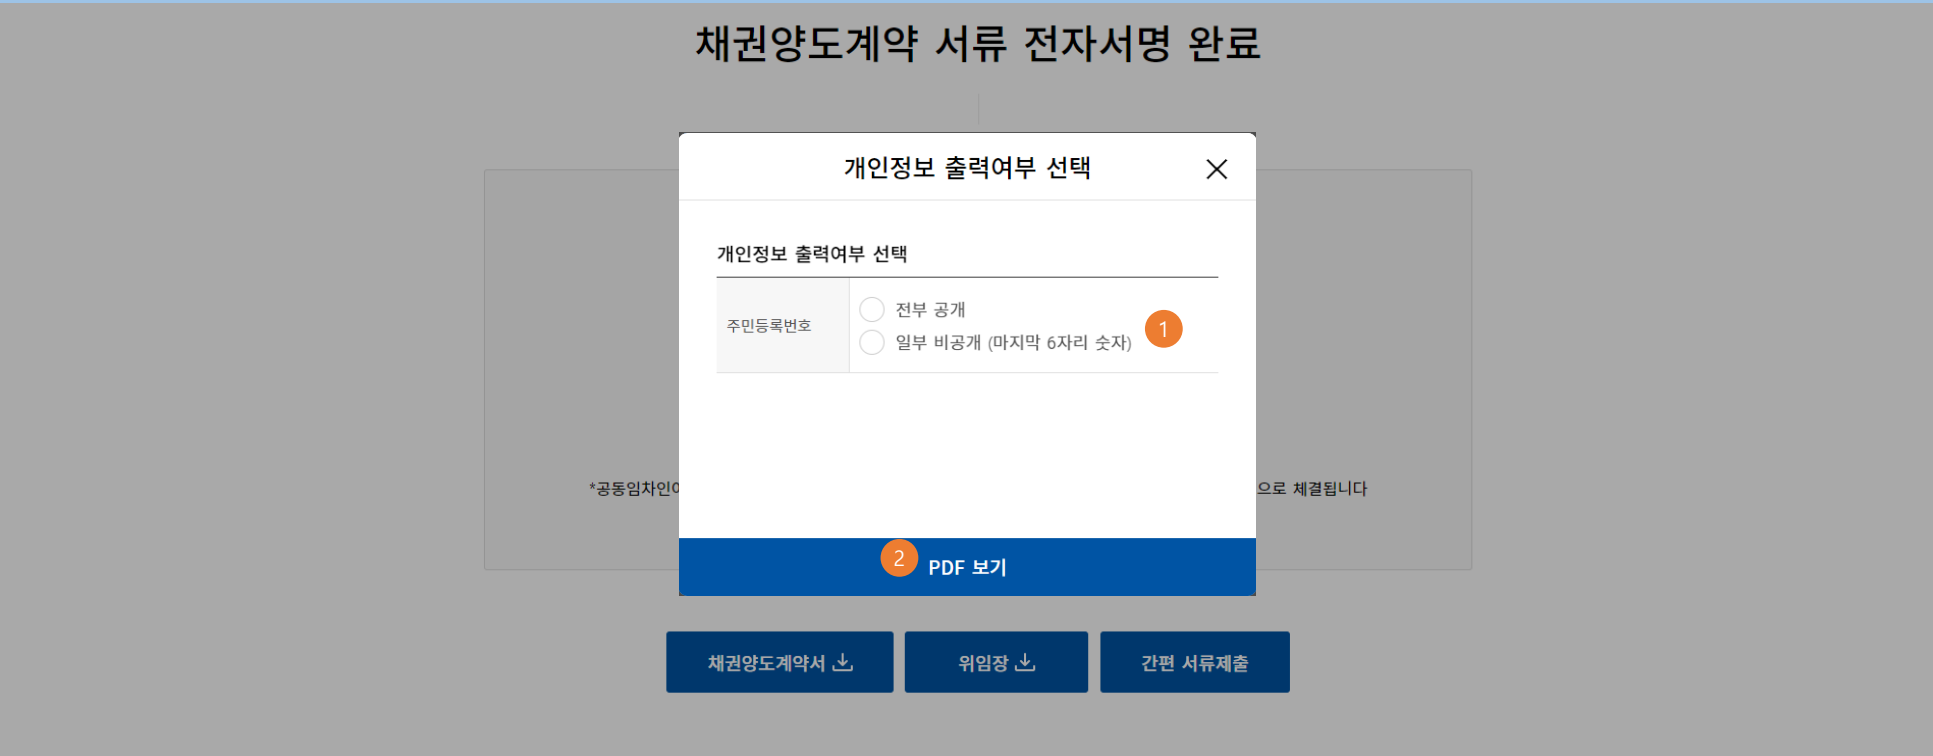 채권양도계약 서류 전자서명 완료
개인정보 출력여부 선택
개인정보 출력여부 선택
주민등록번호
전부 공개
일부 비공개 (마지막 6자리 숫자)
1
*공동임차인이
으로 체결됩니다
2
PDF 보기
채권양도계약서
위임장
간편 서류제출